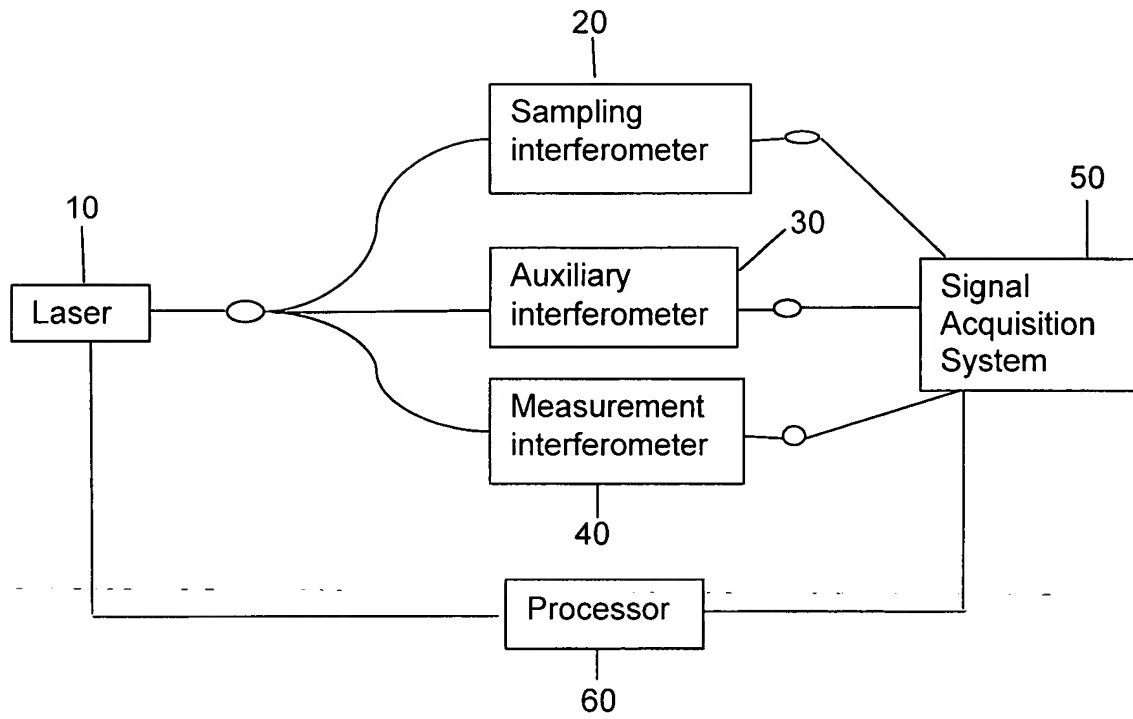 20
Sampling
interferometer
50
10
30
Laser
Auxiliary
interferometer
Signal
Acquisition
System
Measurement
interferometer
40
Processor
60